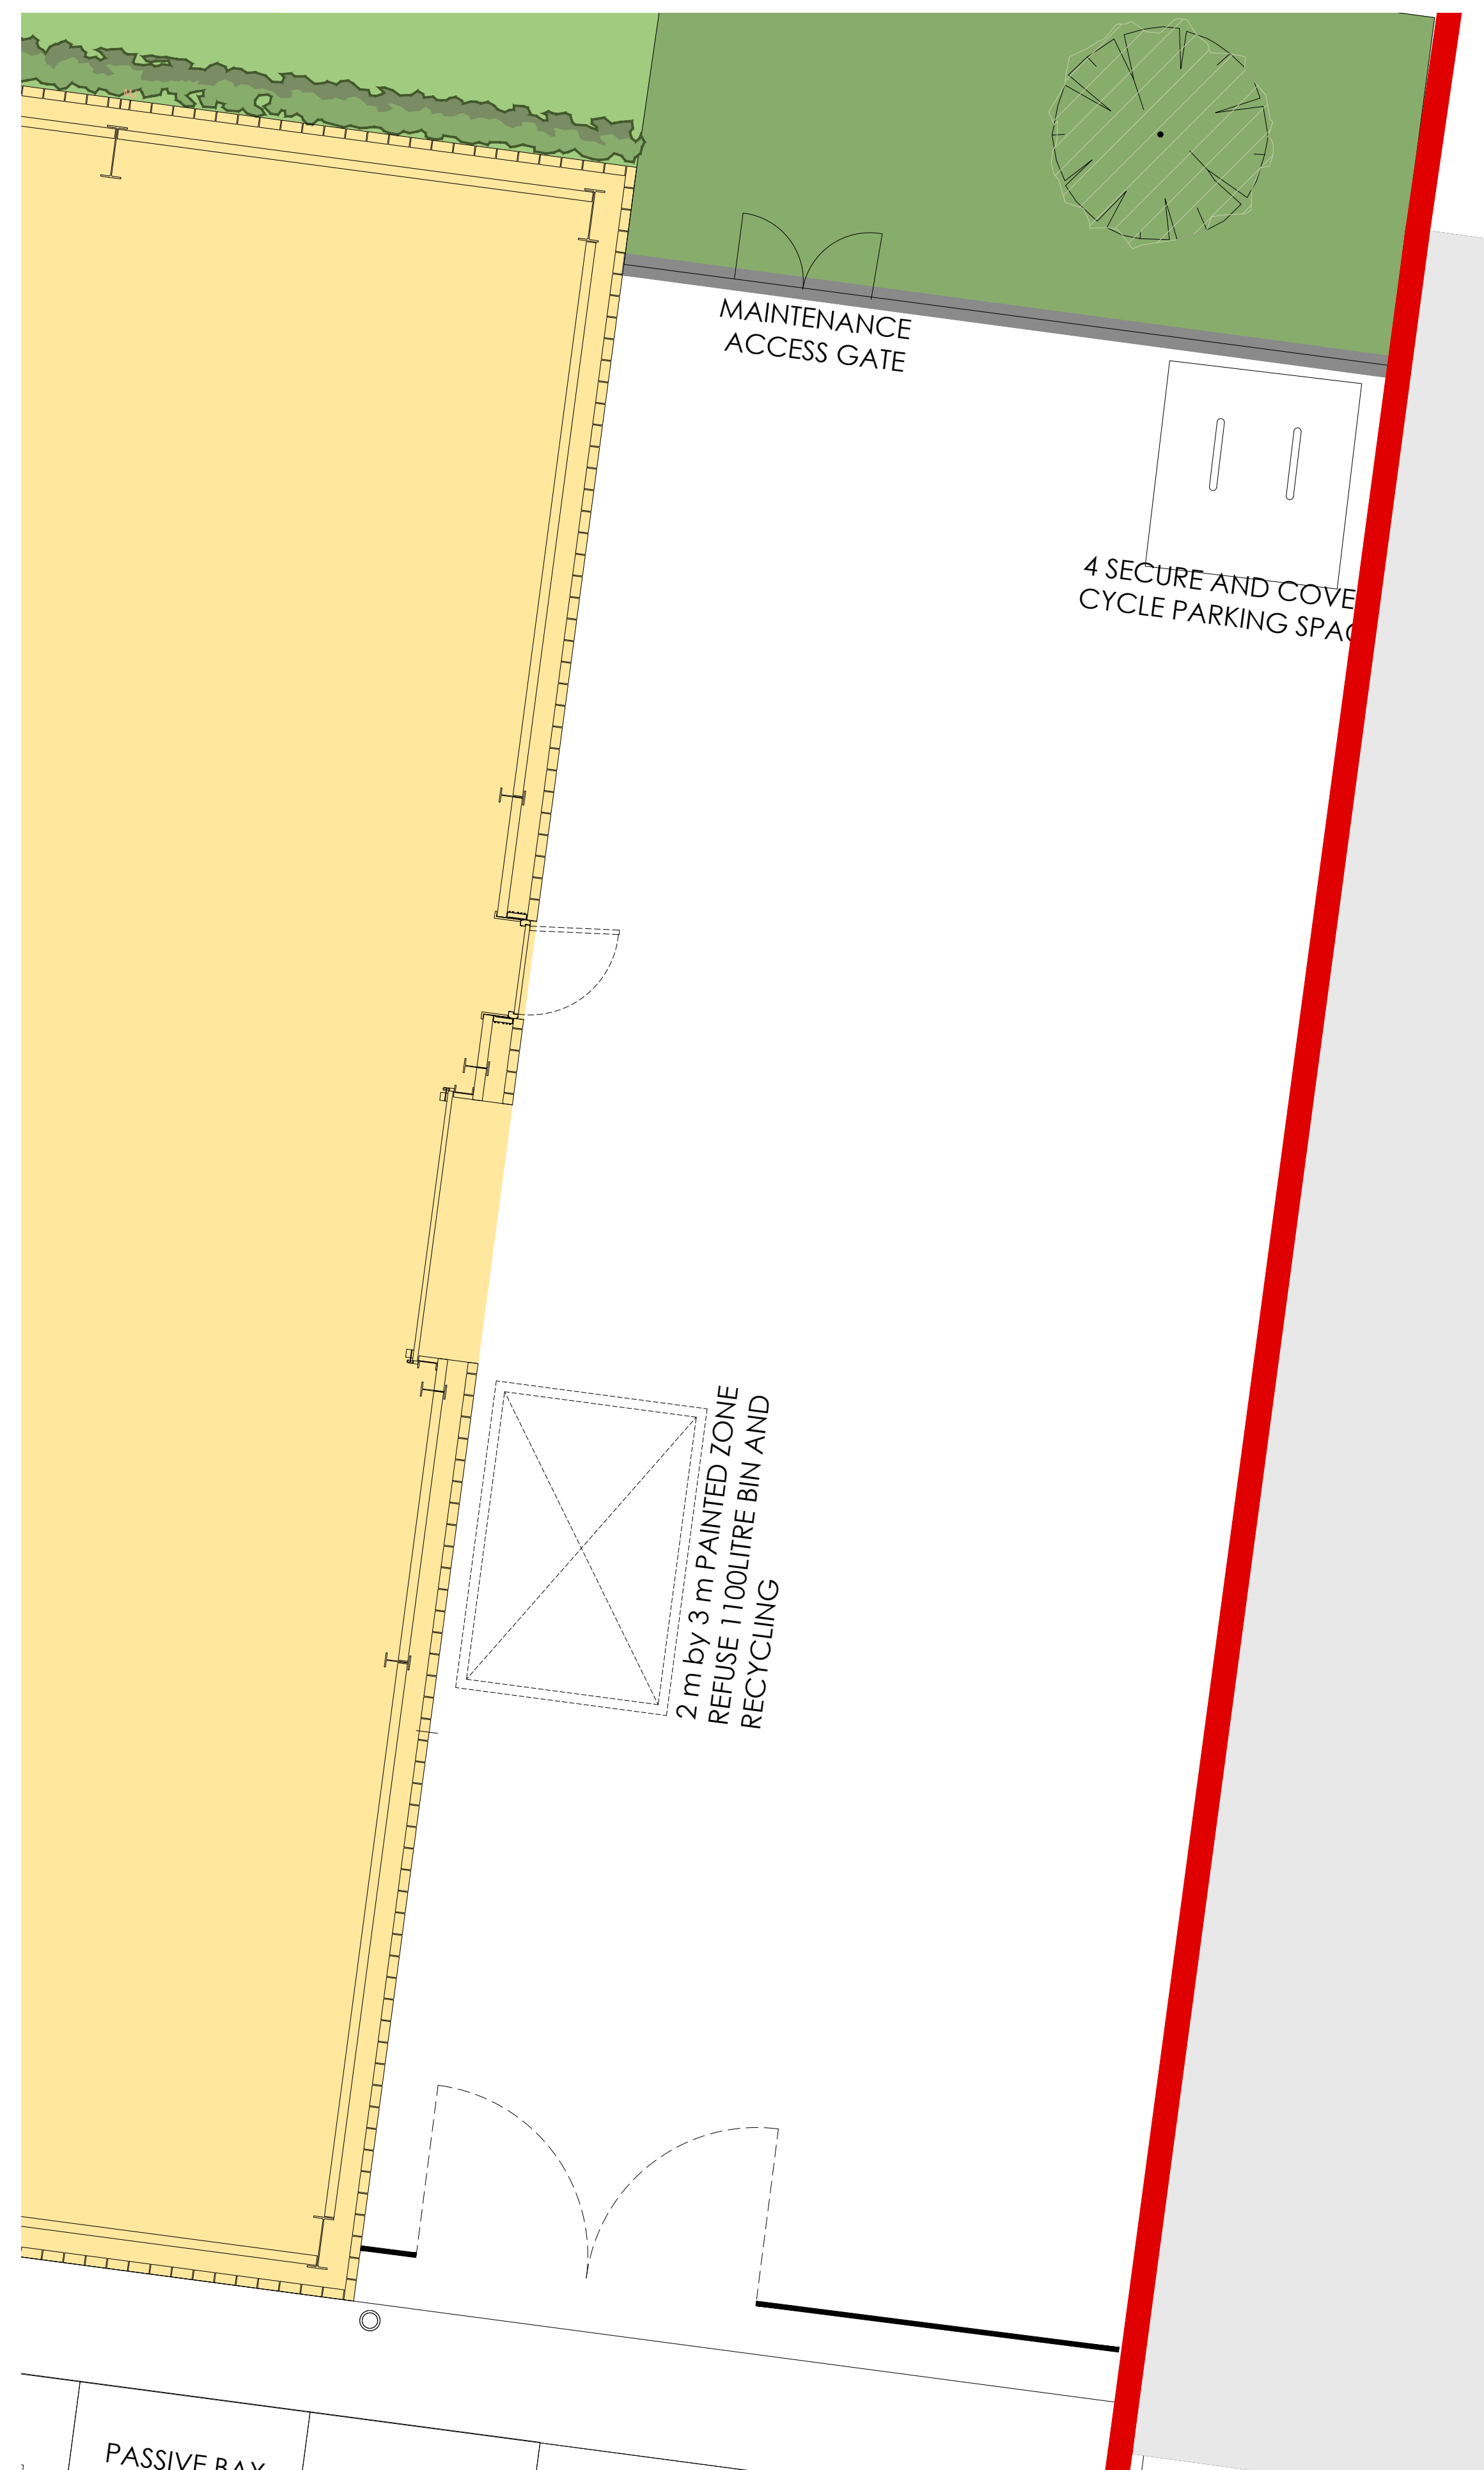 MAINTENANCE
ACCESS GATE
4 SECURE AND COVE
CYCLE PARKING SPAC
2 m by 3 m PAINTED ZONE
REFUSE 1100LITRE BIN AND
RECYCLING
PASSIVE BAY